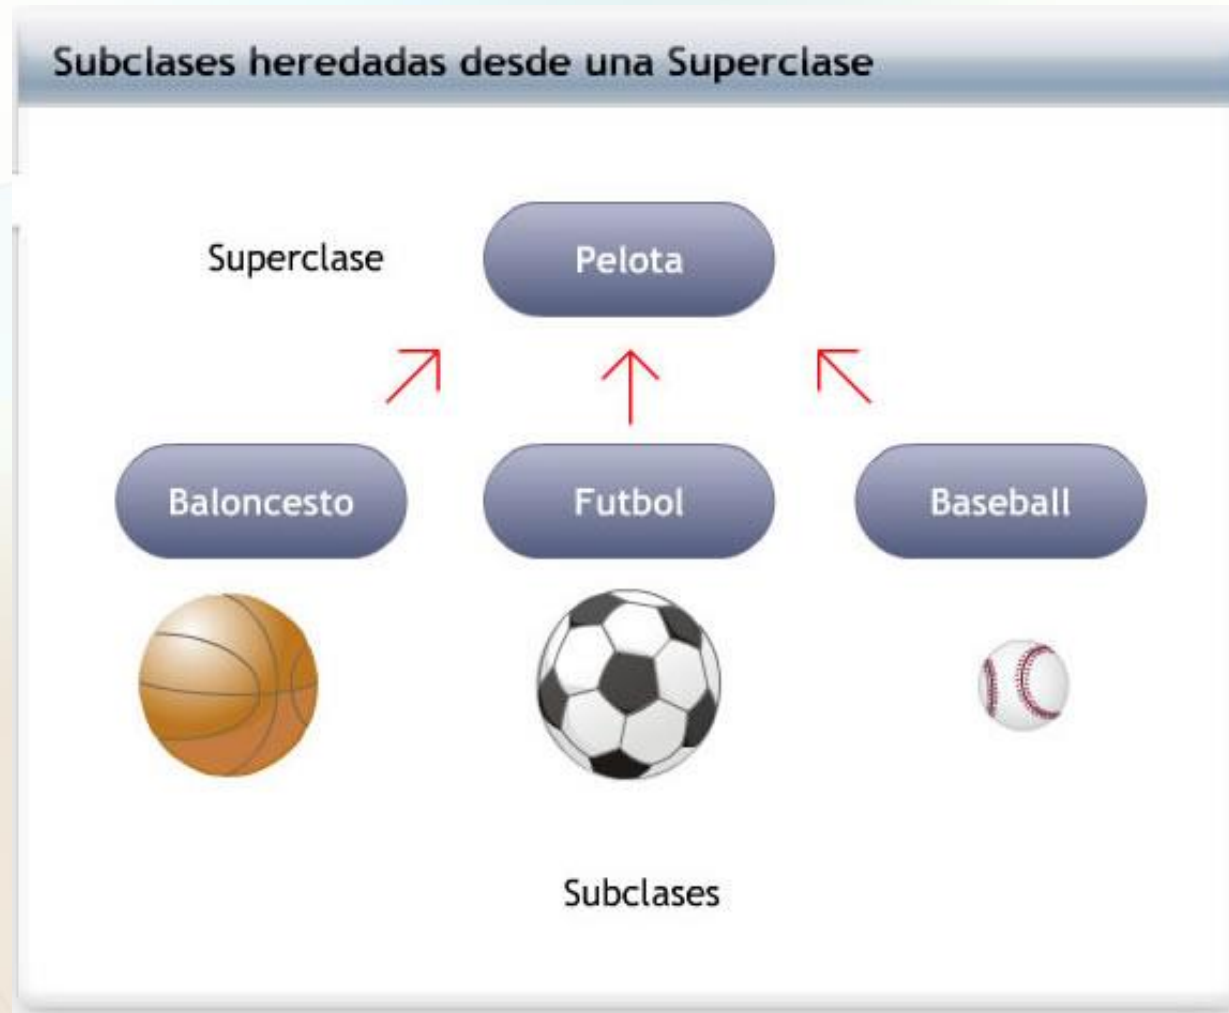 Subclases heredadas desde una Superclase
Superclase
Pelota
Baloncesto
Futbol
Baseball
Subclases